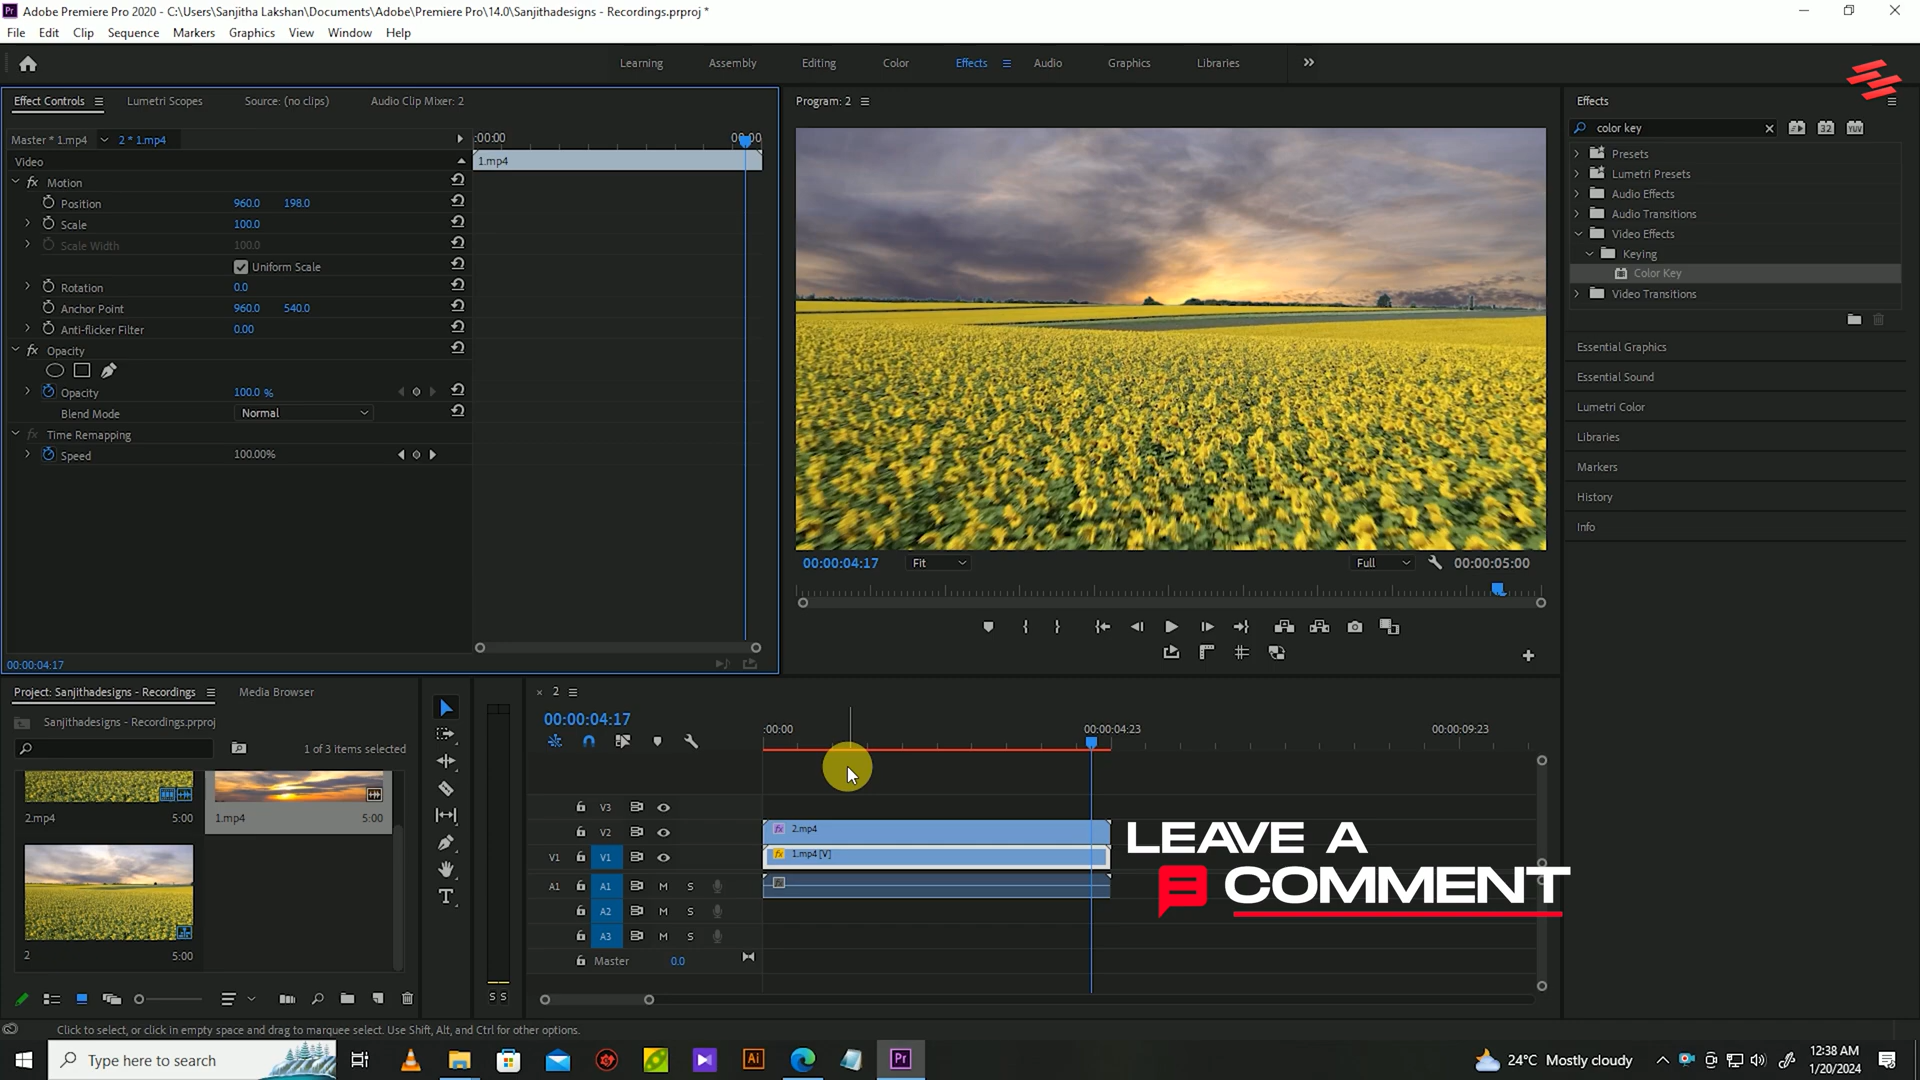 Adobe Premiere Pro 2020 - C:\Users\Sanjitha Lakshan\Documents\Adobe\Premiere Pro\14.0\Sanjithadesigns - Recordings.prproj *
File Edit Clip Sequence Markers Graphics View Window Help
Learning Assembly Editing Color Effects Audio Graphics Libraries
Effect Controls Lumetri Scopes Source: (no clips) Audio Clip Mixer: 2
Master * 1.mp4 2 * 1.mp4
:00:00 00:00
Video
1.mp4
Motion
Position 960.0 198.0
Scale 100.0
Scale Width 100.0
Uniform Scale
Rotation 0.0
Anchor Point 960.0 540.0
Anti-flicker Filter 0.00
Opacity
Opacity 100.0 %
Blend Mode Normal
Time Remapping
Speed 100.00%
00:00:04:17
Program: 2
00:00:04:17 Fit Full 00:00:05:00
Effects
color key
32 YUV
Presets
Lumetri Presets
Audio Effects
Audio Transitions
Video Effects
Keying
Color Key
Video Transitions
Essential Graphics
Essential Sound
Lumetri Color
Libraries
Markers
History
Info
Project: Sanjithadesigns - Recordings Media Browser
Sanjithadesigns - Recordings.prproj
1 of 3 items selected
2.mp4 5:00
1.mp4 5:00
2 5:00
S S
2
00:00:04:17
:00:00 00:00:04:23 00:00:09:23
V3
V2 2.mp4
V1 V1 1.mp4 [V]
A1 A1 M S
A2 M S
A3 M S
Master 0.0
LEAVE A
COMMENT
Click to select, or click in empty space and drag to marquee select. Use Shift, Alt, and Ctrl for other options.
Type here to search
Ai
Pr
24°C Mostly cloudy
12:38 AM
1/20/2024